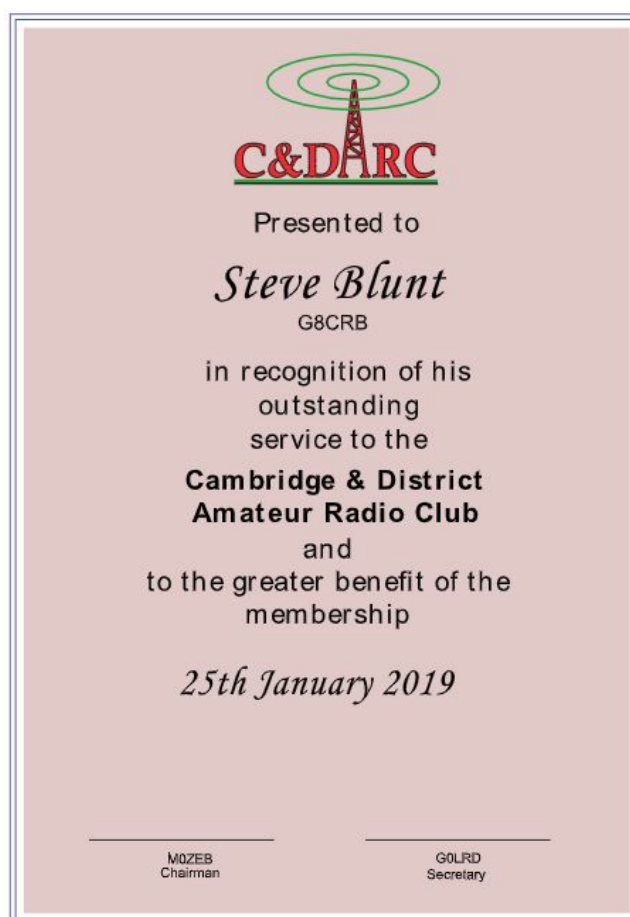 C&DARC
Presented to
Steve Blunt
G8CRB
in recognition of his
outstanding
service to the
Cambridge & District
Amateur Radio Club
and
to the greater benefit of the
membership
25th January 2019
M0ZEB
Chairman
G0LRD
Secretary